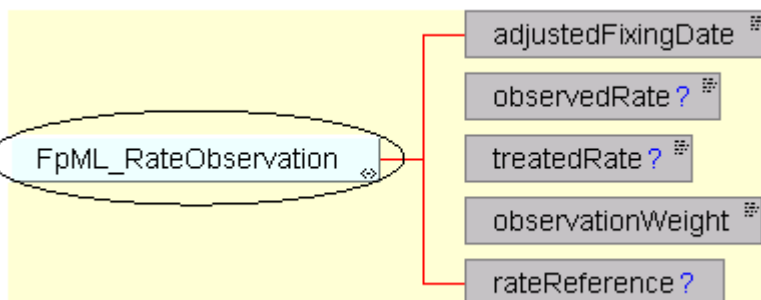 adjustedFixingDate
observedRate?
FpML_RateObservation
treatedRate?
observationWeight
rateReference?